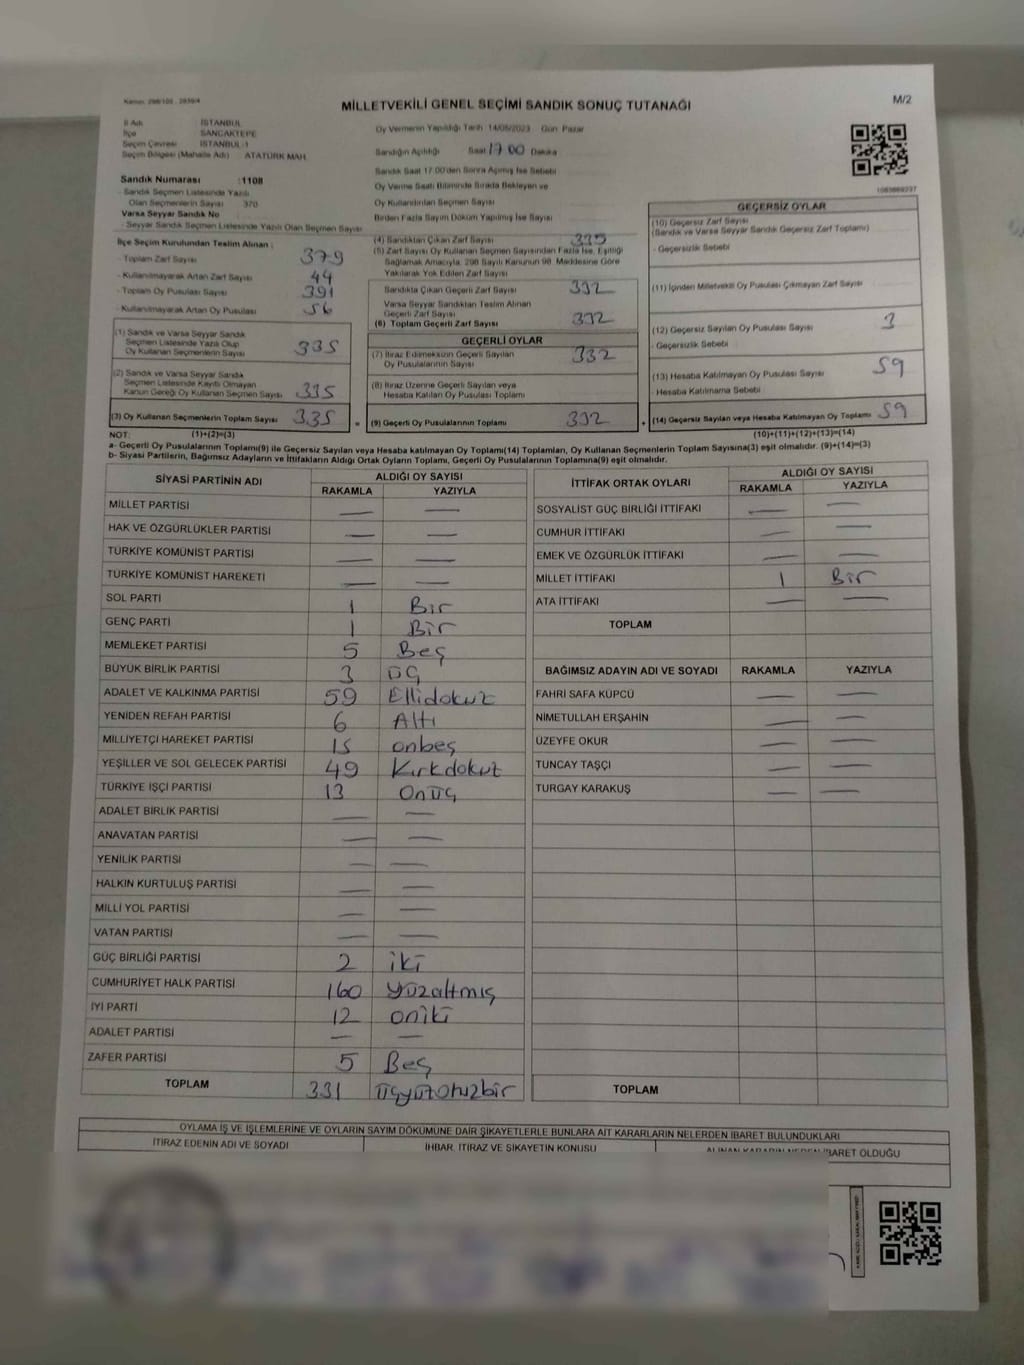 Kanun: 298/105 - 2839/4
MİLLETVEKİLİ GENEL SEÇİMİ SANDIK SONUÇ TUTANAĞI
M/2
İl Adı : İSTANBUL
İlçe : SANCAKTEPE
Seçim Çevresi : İSTANBUL-1
Seçim Bölgesi (Mahalle Adı) : ATATÜRK MAH.
Oy Vermenin Yapıldığı Tarih 14/05/2023 Gün Pazar
Sandığın Açıldığı Saat 17 00 Dakika
Sandık Saat 17.00'den Sonra Açılmış İse Sebebi
Oy Verme Saati Bitiminde Sırada Bekleyen ve
Oy Kullandırılan Seçmen Sayısı
Birden Fazla Sayım Döküm Yapılmış İse Sayısı
Sandık Numarası :1108
- Sandık Seçmen Listesinde Yazılı
Olan Seçmenlerin Sayısı 370
Varsa Seyyar Sandık No
- Seyyar Sandık Seçmen Listesinde Yazılı Olan Seçmen Sayısı
İlçe Seçim Kurulundan Teslim Alınan :
- Toplam Zarf Sayısı 379
- Kullanılmayarak Artan Zarf Sayısı 44
- Toplam Oy Pusulası Sayısı 391
- Kullanılmayarak Artan Oy Pusulası 56
(1) Sandık ve Varsa Seyyar Sandık
Seçmen Listesinde Yazılı Olup
Oy Kullanan Seçmenlerin Sayısı 335
(2) Sandık ve Varsa Seyyar Sandık
Seçmen Listesinde Kayıtlı Olmayan
Kanun Gereği Oy Kullanan Seçmen Sayısı 335
(3) Oy Kullanan Seçmenlerin Toplam Sayısı 335
(4) Sandıktan Çıkan Zarf Sayısı 335
(5) Zarf Sayısı Oy Kullanan Seçmen Sayısından Fazla İse, Eşitliği
Sağlamak Amacıyla, 298 Sayılı Kanunun 98. Maddesine Göre
Yakılarak Yok Edilen Zarf Sayısı
Sandıkta Çıkan Geçerli Zarf Sayısı 332
Varsa Seyyar Sandıktan Teslim Alınan
Geçerli Zarf Sayısı
(6) Toplam Geçerli Zarf Sayısı 332
GEÇERLİ OYLAR
(7) İtiraz Edilmeksizin Geçerli Sayılan
Oy Pusulalarının Sayısı 332
(8) İtiraz Üzerine Geçerli Sayılan veya
Hesaba Katılan Oy Pusulası Toplamı
= (9) Geçerli Oy Pusulalarının Toplamı 332
1083869237
GEÇERSİZ OYLAR
(10) Geçersiz Zarf Sayısı
(Sandık ve Varsa Seyyar Sandık Geçersiz Zarf Toplamı)
- Geçersizlik Sebebi
(11) İçinden Milletvekili Oy Pusulası Çıkmayan Zarf Sayısı
(12) Geçersiz Sayılan Oy Pusulası Sayısı 3
- Geçersizlik Sebebi
(13) Hesaba Katılmayan Oy Pusulası Sayısı 59
Hesaba Katılmama Sebebi
+ (14) Geçersiz Sayılan veya Hesaba Katılmayan Oy Toplamı 59
NOT: (1)+(2)=(3) (10)+(11)+(12)+(13)=(14)
a- Geçerli Oy Pusulalarının Toplamı(9) ile Geçersiz Sayılan veya Hesaba katılmayan Oy Toplamı(14) Toplamları, Oy Kullanan Seçmenlerin Toplam Sayısına(3) eşit olmalıdır. (9)+(14)=(3)
b- Siyasi Partilerin, Bağımsız Adayların ve İttifakların Aldığı Ortak Oyların Toplamı, Geçerli Oy Pusulalarının Toplamına(9) eşit olmalıdır.
SİYASİ PARTİNİN ADI ALDIĞI OY SAYISI
RAKAMLA YAZIYLA
MİLLET PARTİSİ — —
HAK VE ÖZGÜRLÜKLER PARTİSİ — —
TÜRKİYE KOMÜNİST PARTİSİ — —
TÜRKİYE KOMÜNİST HAREKETİ — —
SOL PARTİ 1 Bir
GENÇ PARTİ 1 Bir
MEMLEKET PARTİSİ 5 Beş
BÜYÜK BİRLİK PARTİSİ 3 ÜÇ
ADALET VE KALKINMA PARTİSİ 59 Ellidokuz
YENİDEN REFAH PARTİSİ 6 Altı
MİLLİYETÇİ HAREKET PARTİSİ 15 onbeş
YEŞİLLER VE SOL GELECEK PARTİSİ 49 Kırkdokuz
TÜRKİYE İŞÇİ PARTİSİ 13 Onüç
ADALET BİRLİK PARTİSİ — —
ANAVATAN PARTİSİ — —
YENİLİK PARTİSİ — —
HALKIN KURTULUŞ PARTİSİ — —
MİLLİ YOL PARTİSİ — —
VATAN PARTİSİ — —
GÜÇ BİRLİĞİ PARTİSİ 2 iki
CUMHURİYET HALK PARTİSİ 160 Yüzaltmış
İYİ PARTİ 12 oniki
ADALET PARTİSİ — —
ZAFER PARTİSİ 5 Beş
TOPLAM 331 Üçyüzotuzbir
İTTİFAK ORTAK OYLARI ALDIĞI OY SAYISI
RAKAMLA YAZIYLA
SOSYALİST GÜÇ BİRLİĞİ İTTİFAKI — —
CUMHUR İTTİFAKI — —
EMEK VE ÖZGÜRLÜK İTTİFAKI — —
MİLLET İTTİFAKI 1 Bir
ATA İTTİFAKI — —
TOPLAM
BAĞIMSIZ ADAYIN ADI VE SOYADI RAKAMLA YAZIYLA
FAHRİ SAFA KÜPCÜ — —
NİMETULLAH ERŞAHİN — —
ÜZEYFE OKUR — —
TUNCAY TAŞÇI — —
TURGAY KARAKUŞ — —
TOPLAM
OYLAMA İŞ VE İŞLEMLERİNE VE OYLARIN SAYIM DÖKÜMÜNE DAİR ŞİKAYETLERLE BUNLARA AİT KARARLARIN NELERDEN İBARET BULUNDUKLARI
İTİRAZ EDENİN ADI VE SOYADI İHBAR, İTİRAZ VE ŞİKAYETİN KONUSU ALINAN KARARIN NEDEN İBARET OLDUĞU